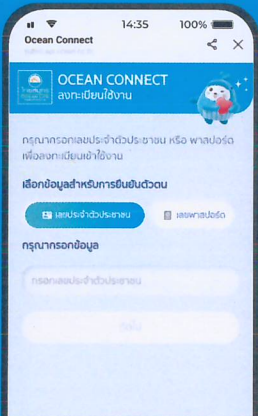 14:35
100%
Ocean Connect
OCEAN CONNECT
ลงทะเบียนใช้งาน
กรุณากรอกเลขประจำตัวประชาชน หรือ พาสปอร์ต
เพื่อลงทะเบียนเข้าใช้งาน
เลือกข้อมูลสำหรับการยืนยันตัวตน
เลขประจำตัวประชาชน
เลขพาสปอร์ต
กรุณากรอกข้อมูล
กรอกเลขประจำตัวประชาชน
ถัดไป